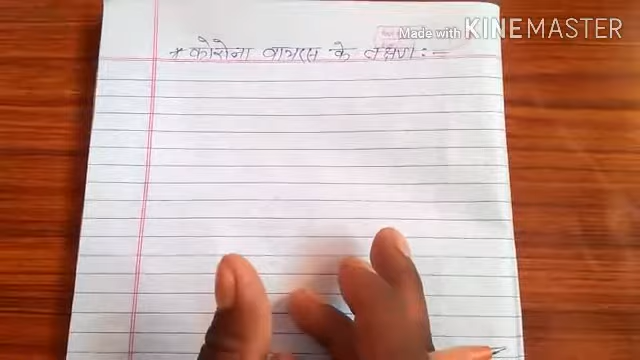 Made with KINEMASTER
* कोरोना वायरस के लक्षण :-